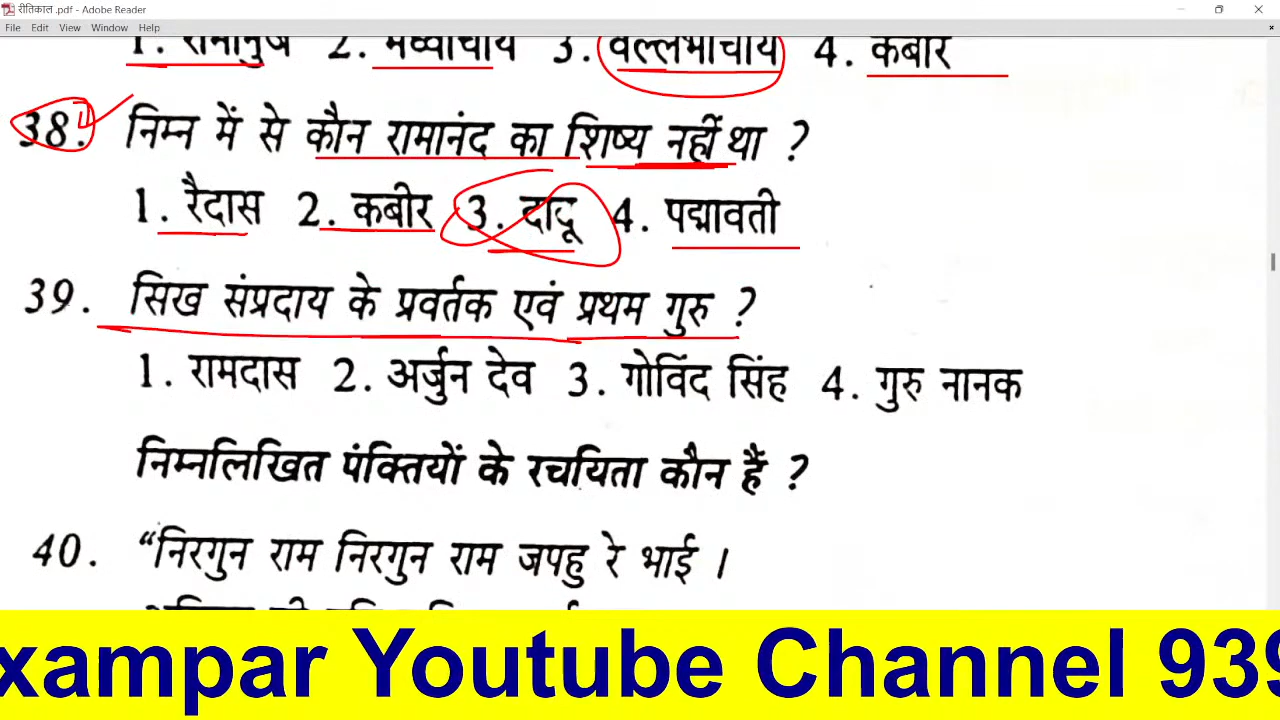 रीतिकाल .pdf - Adobe Reader
File Edit View Window Help
1. रामानुज 2. मध्वाचार्य 3. वल्लभाचार्य 4. कबीर
38. निम्न में से कौन रामानंद का शिष्य नहीं था ?
1. रैदास 2. कबीर 3. दादू 4. पद्मावती
39. सिख संप्रदाय के प्रवर्तक एवं प्रथम गुरु ?
1. रामदास 2. अर्जुन देव 3. गोविंद सिंह 4. गुरु नानक
निम्नलिखित पंक्तियों के रचयिता कौन हैं ?
40. “निरगुन राम निरगुन राम जपहु रे भाई ।
xampar Youtube Channel 939